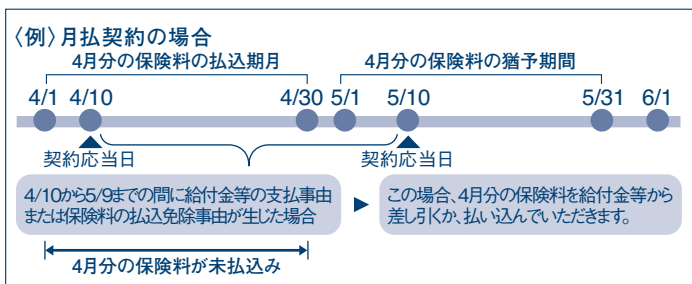 〈例〉月払契約の場合
4月分の保険料の払込期月
4月分の保険料の猶予期間
4/1 4/10 4/30 5/1 5/10 5/31 6/1
契約応当日
契約応当日
4/10から5/9までの間に給付金等の支払事由
または保険料の払込免除事由が生じた場合
この場合、4月分の保険料を給付金等から
差し引くか、払い込んでいただきます。
4月分の保険料が未払込み